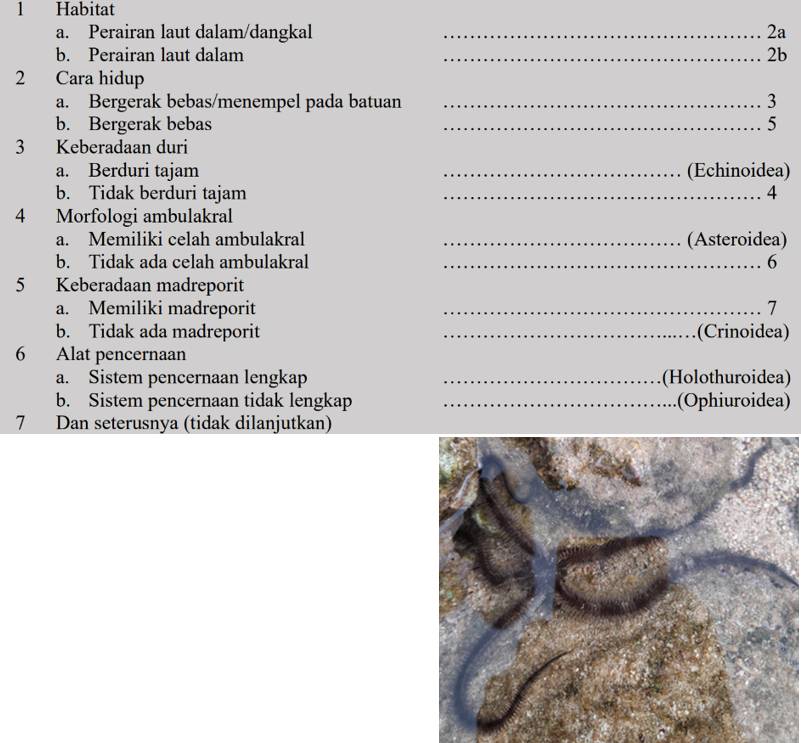 1 Habitat
a. Perairan laut dalam/dangkal ........................................................ 2a
b. Perairan laut dalam ........................................................ 2b
2 Cara hidup
a. Bergerak bebas/menempel pada batuan ........................................................ 3
b. Bergerak bebas ........................................................ 5
3 Keberadaan duri
a. Berduri tajam .......................................... (Echinoidea)
b. Tidak berduri tajam ........................................................ 4
4 Morfologi ambulakral
a. Memiliki celah ambulakral .......................................... (Asteroidea)
b. Tidak ada celah ambulakral ........................................................ 6
5 Keberadaan madreporit
a. Memiliki madreporit ........................................................ 7
b. Tidak ada madreporit .............................................(Crinoidea)
6 Alat pencernaan
a. Sistem pencernaan lengkap .......................................(Holothuroidea)
b. Sistem pencernaan tidak lengkap ..........................................(Ophiuroidea)
7 Dan seterusnya (tidak dilanjutkan)